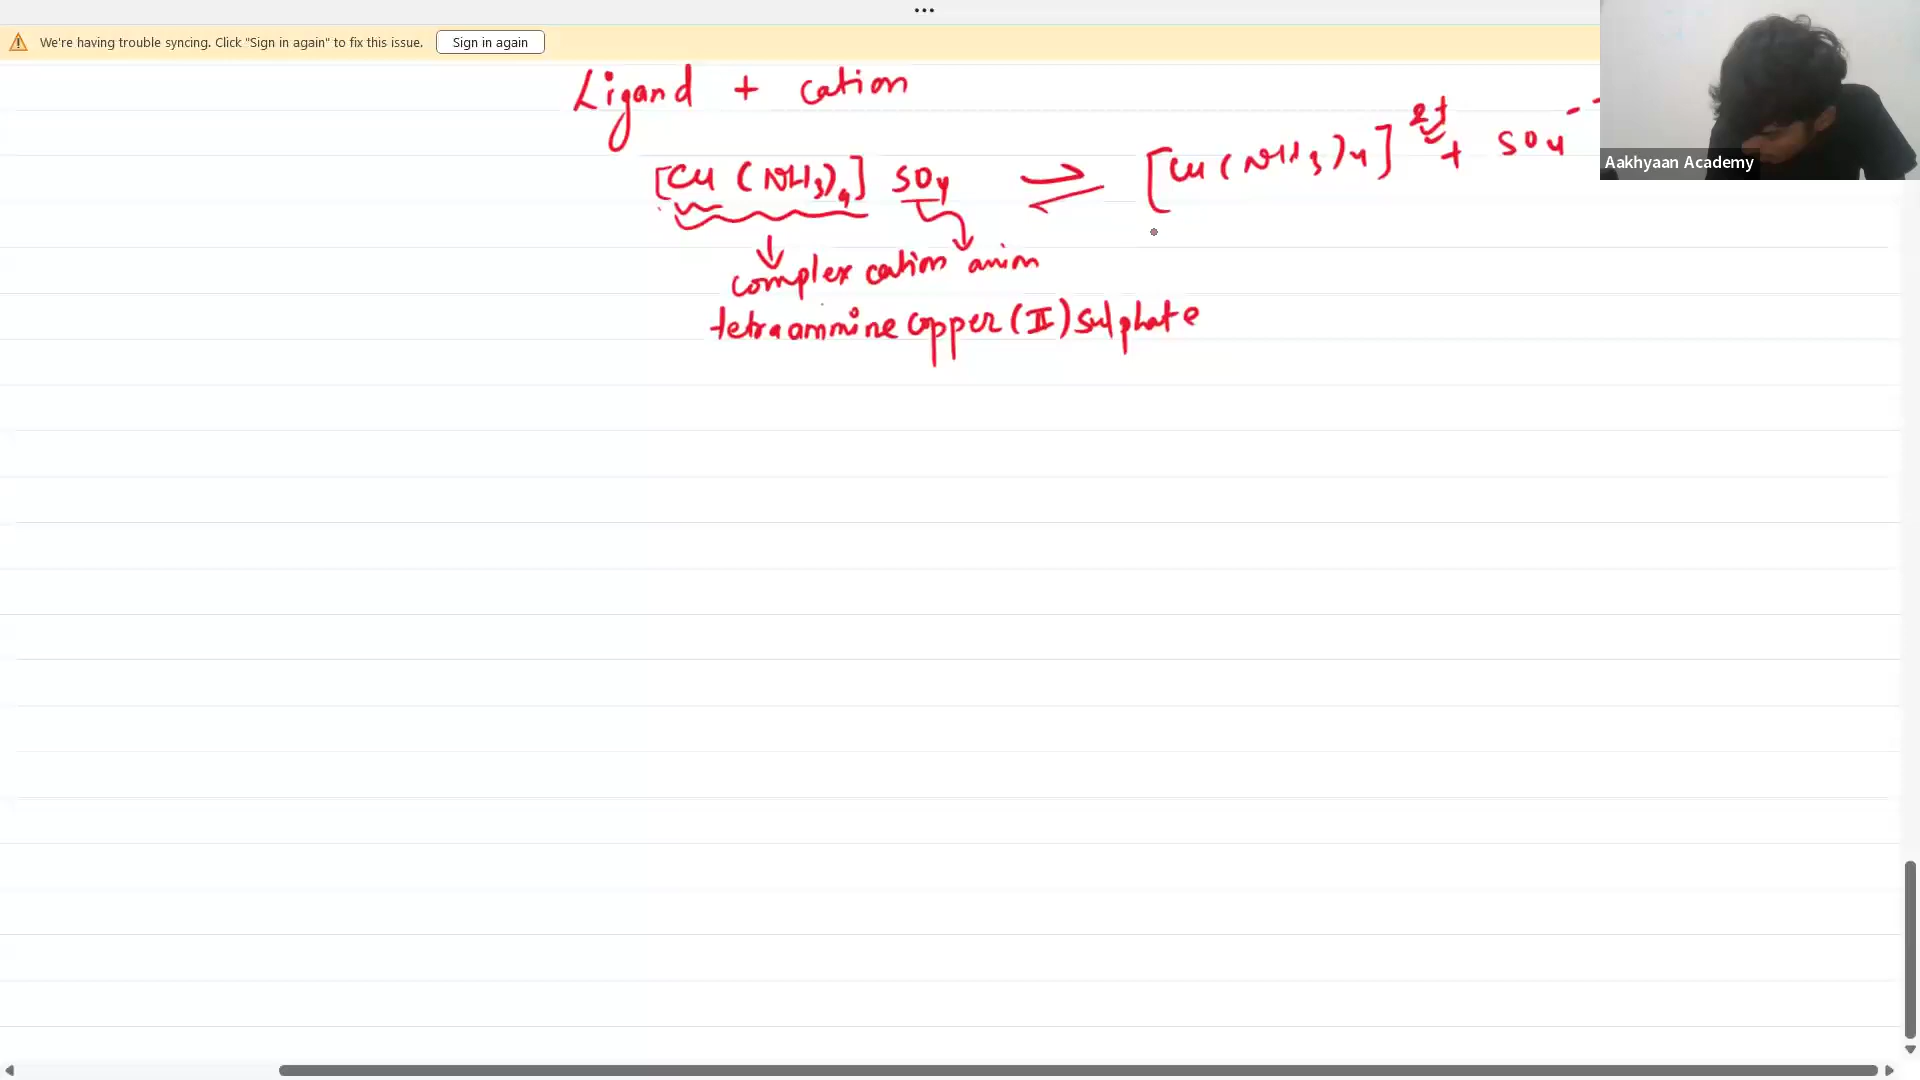 We're having trouble syncing. Click "Sign in again" to fix this issue. Sign in again
Ligand + cation
[Cu (NH3)4] SO4 ⇌ [Cu (NH3)4]2+ + SO4--
Aakhyaan Academy
complex cation anion
tetraammine copper (II) sulphate